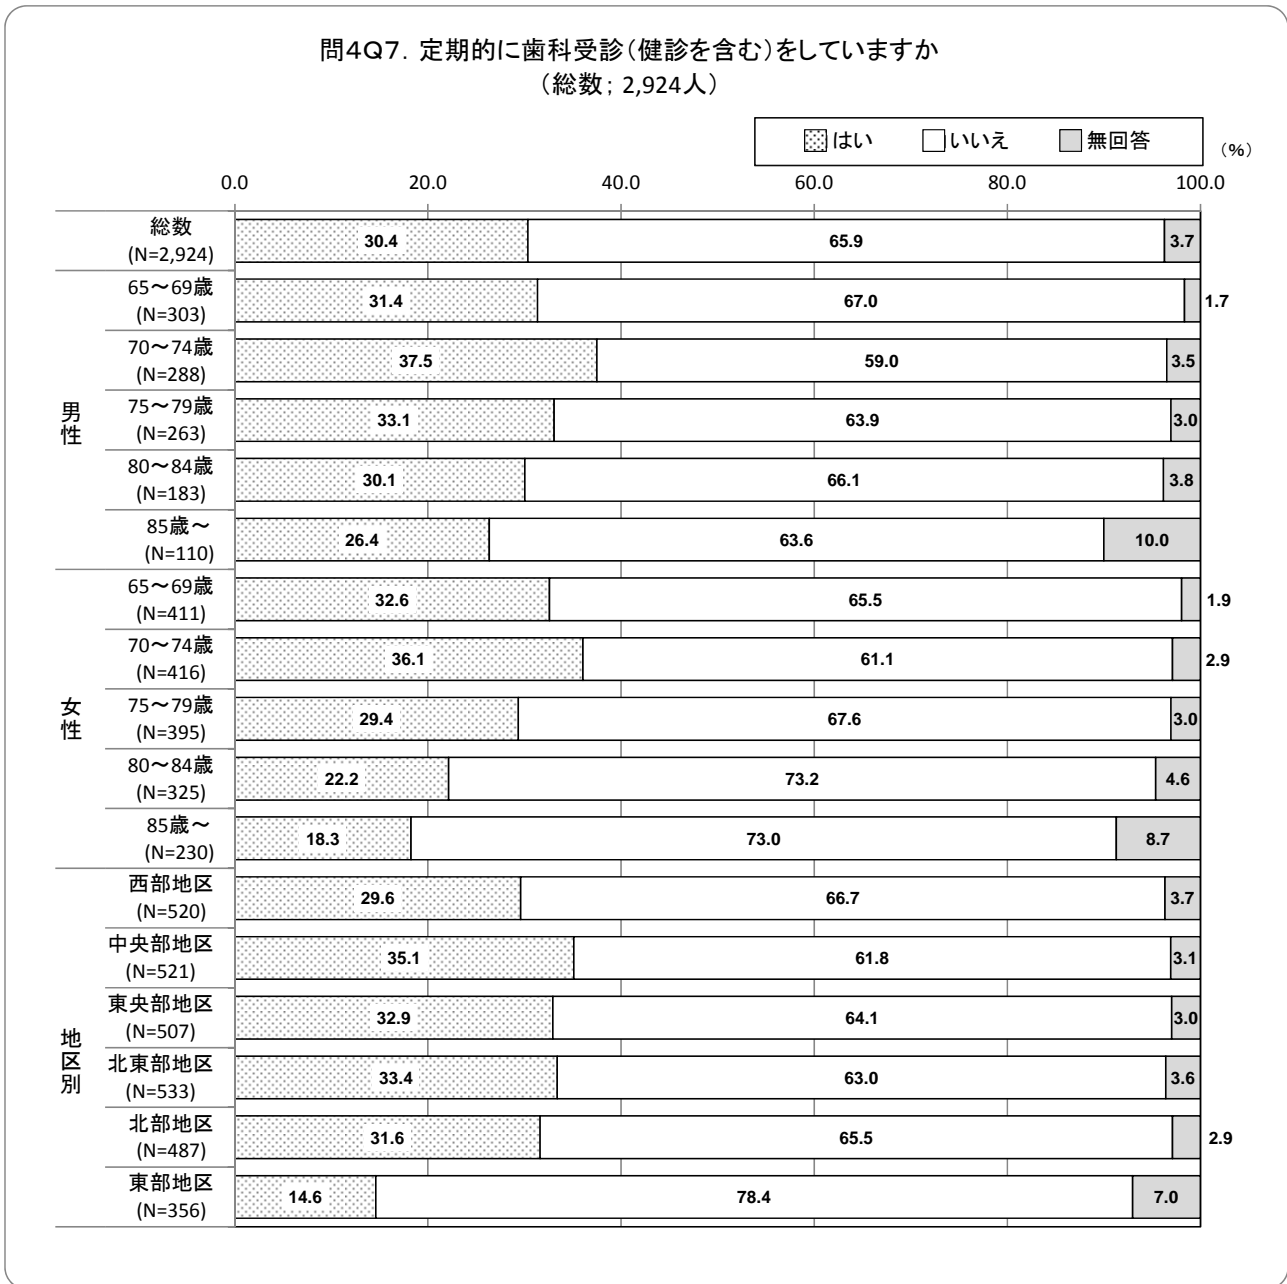 問4Q7. 定期的に歯科受診（健診を含む）をしていますか
（総数; 2,924人）
はい いいえ 無回答 （%）
0.0 20.0 40.0 60.0 80.0 100.0
総数
(N=2,924)
30.4 65.9 3.7
男性
65～69歳
(N=303)
31.4 67.0 1.7
70～74歳
(N=288)
37.5 59.0 3.5
75～79歳
(N=263)
33.1 63.9 3.0
80～84歳
(N=183)
30.1 66.1 3.8
85歳～
(N=110)
26.4 63.6 10.0
女性
65～69歳
(N=411)
32.6 65.5 1.9
70～74歳
(N=416)
36.1 61.1 2.9
75～79歳
(N=395)
29.4 67.6 3.0
80～84歳
(N=325)
22.2 73.2 4.6
85歳～
(N=230)
18.3 73.0 8.7
地区別
西部地区
(N=520)
29.6 66.7 3.7
中央部地区
(N=521)
35.1 61.8 3.1
東央部地区
(N=507)
32.9 64.1 3.0
北東部地区
(N=533)
33.4 63.0 3.6
北部地区
(N=487)
31.6 65.5 2.9
東部地区
(N=356)
14.6 78.4 7.0